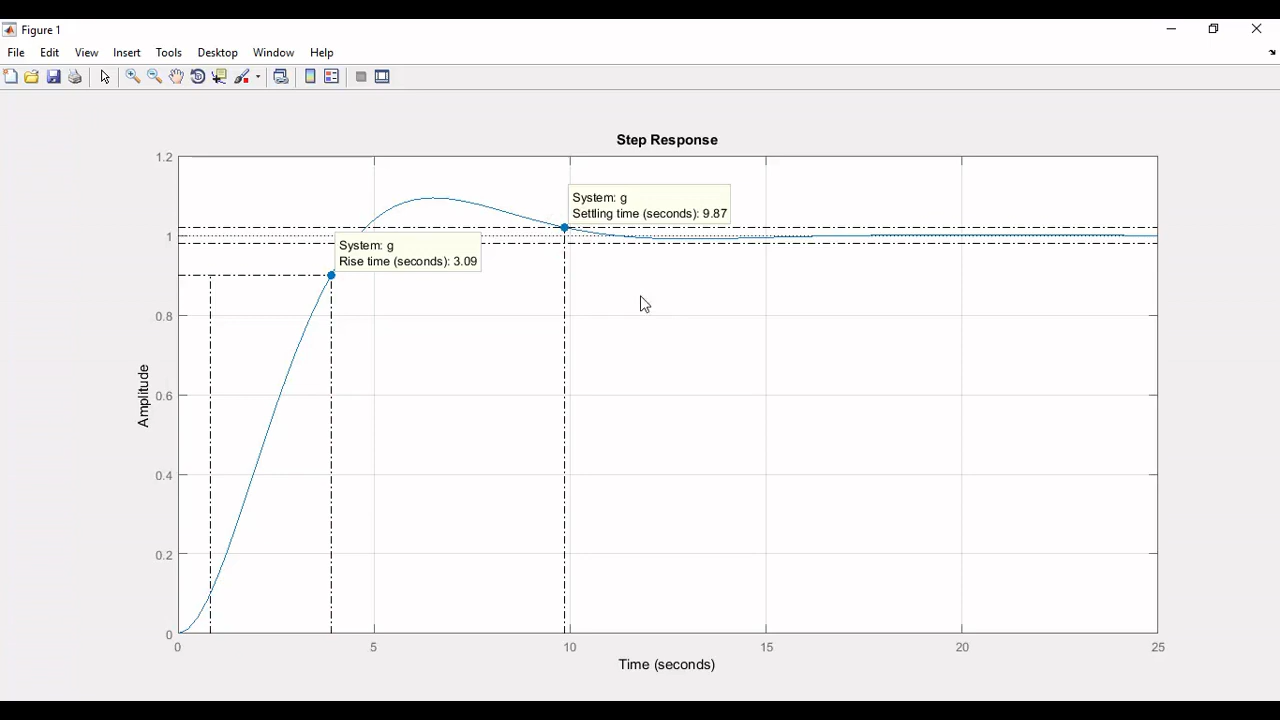 Figure 1
File Edit View Insert Tools Desktop Window Help
Step Response
1.2
1
0.8
0.6
0.4
0.2
0
Amplitude
System: g
Settling time (seconds): 9.87
System: g
Rise time (seconds): 3.09
0 5 10 15 20 25
Time (seconds)